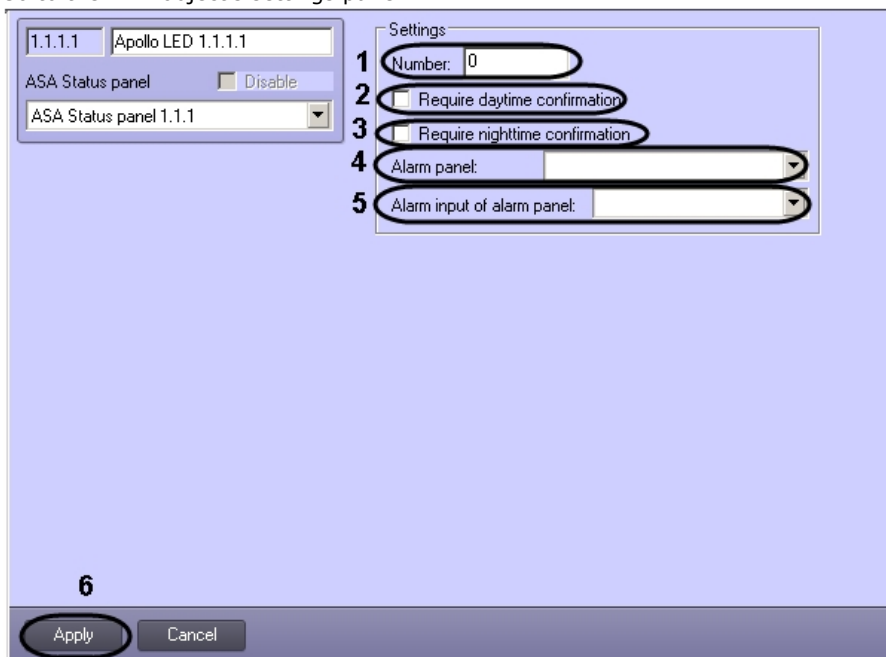 1.1.1.1 Apollo LED 1.1.1.1
ASA Status panel Disable
ASA Status panel 1.1.1
Settings
1 Number: 0
2 Require daytime confirmation
3 Require nighttime confirmation
4 Alarm panel:
5 Alarm input of alarm panel:
6
Apply Cancel